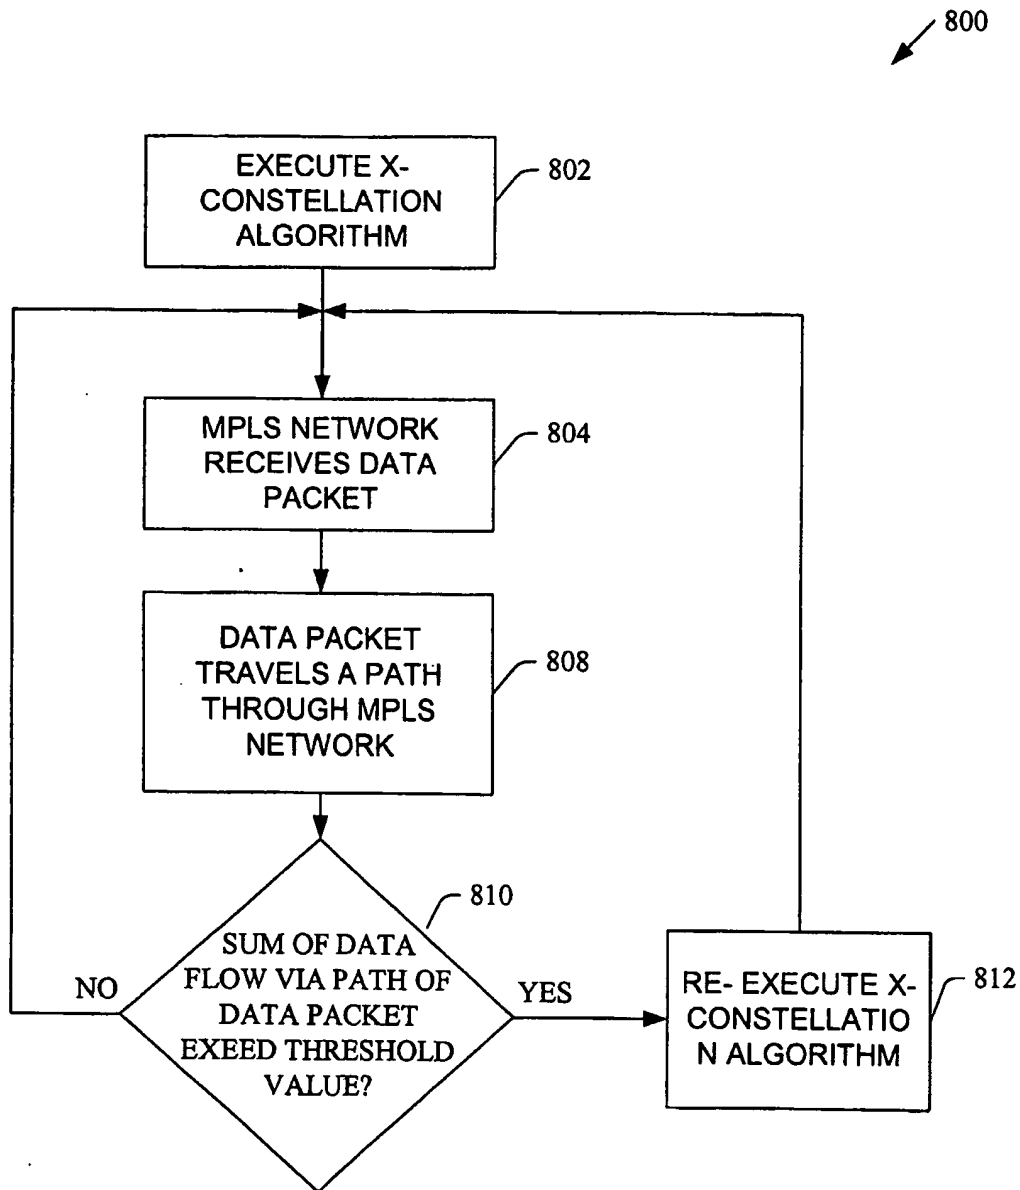 800
EXECUTE X-
CONSTELLATION
ALGORITHM
802
MPLS NETWORK
RECEIVES DATA
PACKET
804
DATA PACKET
TRAVELS A PATH
THROUGH MPLS
NETWORK
808
810
SUM OF DATA
FLOW VIA PATH OF
DATA PACKET
EXEED THRESHOLD
VALUE?
NO
YES
RE- EXECUTE X-
CONSTELLATIO
N ALGORITHM
812